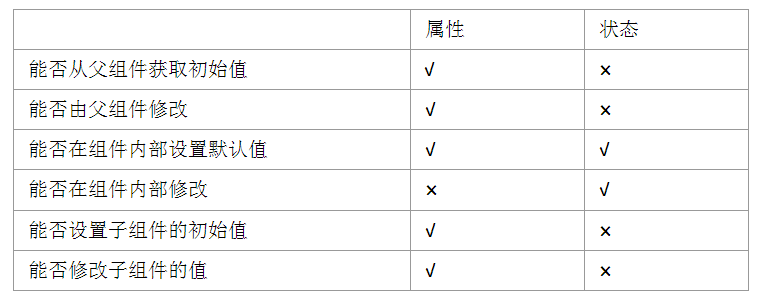 属性 状态
能否从父组件获取初始值 √ ×
能否由父组件修改 √ ×
能否在组件内部设置默认值 √ √
能否在组件内部修改 × √
能否设置子组件的初始值 √ ×
能否修改子组件的值 √ ×